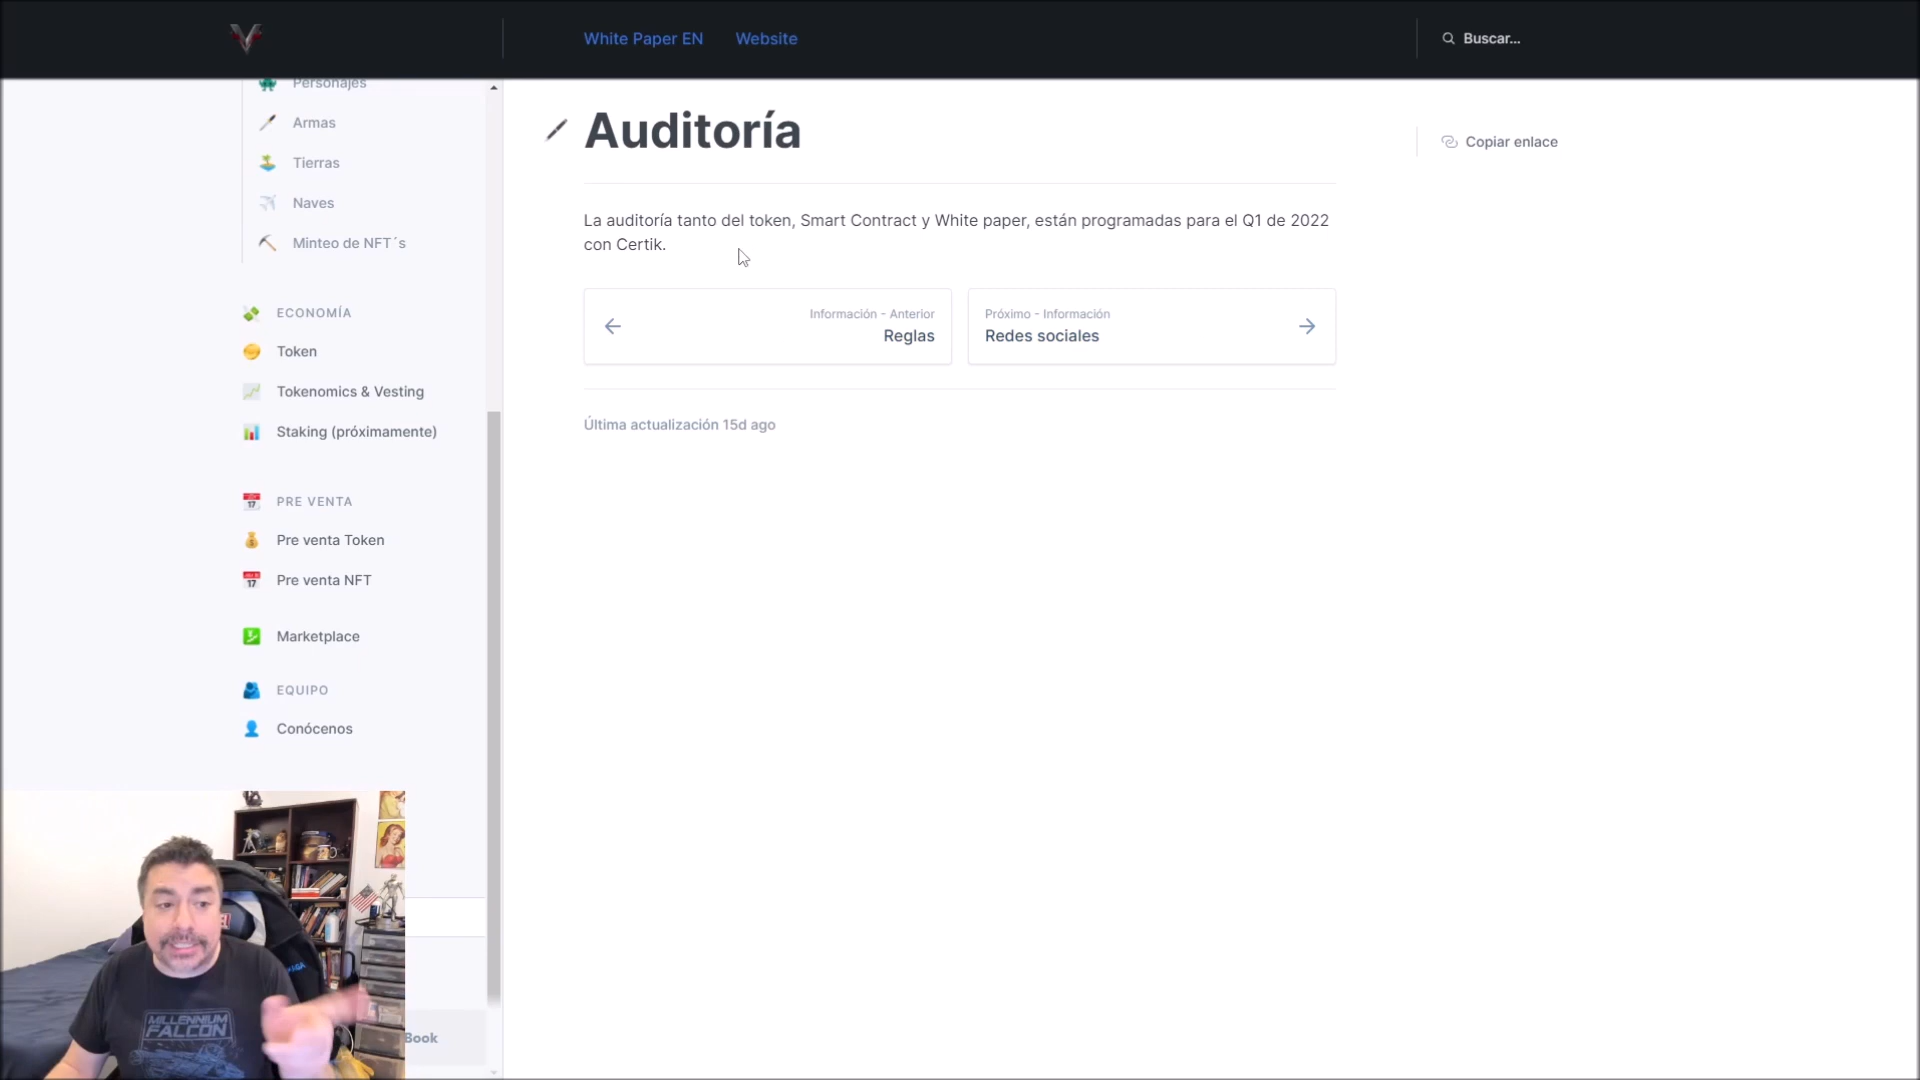 White Paper EN
Website
Buscar...
Personajes
Armas
Tierras
Naves
Minteo de NFT´s
ECONOMÍA
Token
Tokenomics & Vesting
Staking (próximamente)
PRE VENTA
Pre venta Token
Pre venta NFT
Marketplace
EQUIPO
Conócenos
Book
Auditoría
Copiar enlace
La auditoría tanto del token, Smart Contract y White paper, están programadas para el Q1 de 2022
con Certik.
Información - Anterior
Reglas
Próximo - Información
Redes sociales
Última actualización 15d ago
MILLENNIUM
FALCON